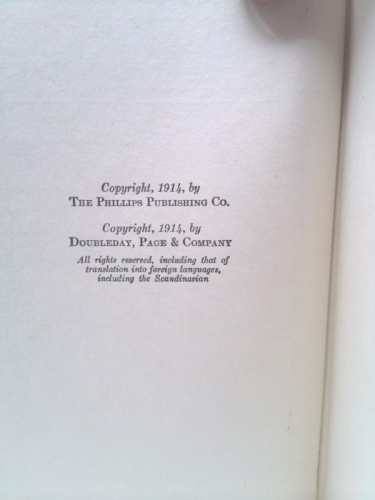 Copyright, 1914, by
The Phillips Publishing Co.
Copyright, 1914, by
Doubleday, Page & Company
All rights reserved, including that of
translation into foreign languages,
including the Scandinavian